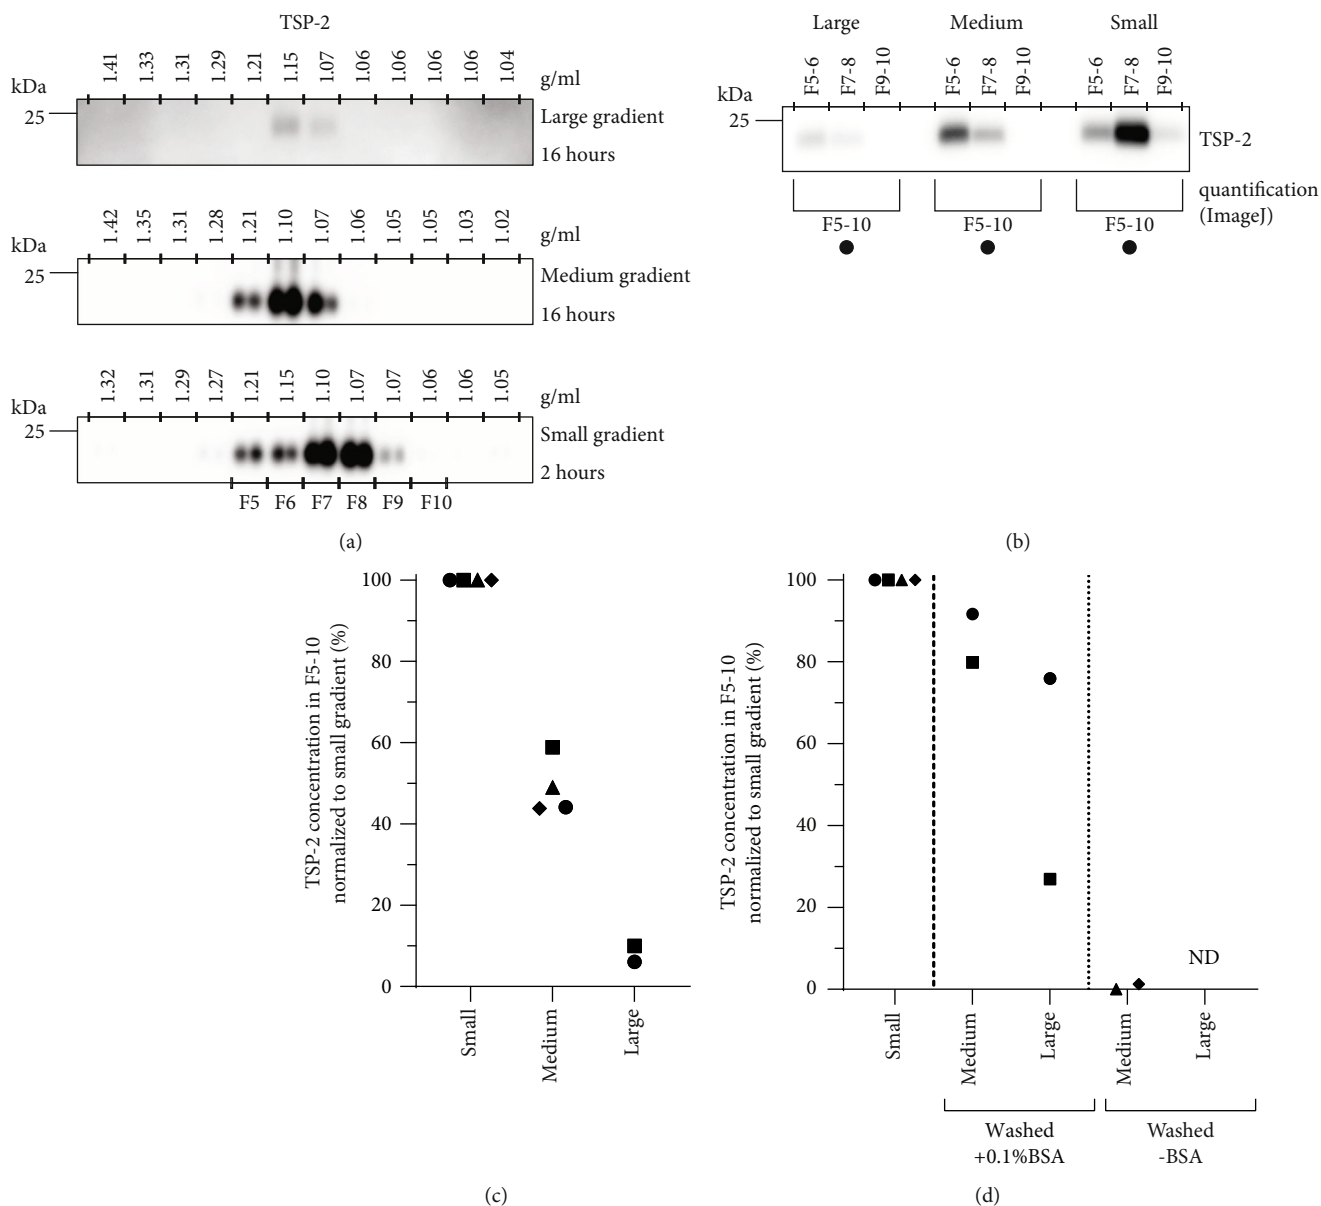 TSP-2
1.41 1.33 1.31 1.29 1.21 1.15 1.07 1.06 1.06 1.06 1.06 1.04 g/ml
kDa
25
Large gradient
16 hours
1.42 1.35 1.31 1.28 1.21 1.10 1.07 1.06 1.05 1.05 1.03 1.02 g/ml
kDa
25
Medium gradient
16 hours
1.32 1.31 1.29 1.27 1.21 1.15 1.10 1.07 1.07 1.06 1.06 1.05 g/ml
kDa
25
Small gradient
2 hours
F5 F6 F7 F8 F9 F10
(a)
Large Medium Small
F5-6 F7-8 F9-10 F5-6 F7-8 F9-10 F5-6 F7-8 F9-10
kDa
25
TSP-2
quantification
(ImageJ)
F5-10 F5-10 F5-10
(b)
TSP-2 concentration in F5-10
normalized to small gradient (%)
100
80
60
40
20
0
Small Medium Large
(c)
TSP-2 concentration in F5-10
normalized to small gradient (%)
100
80
60
40
20
0
ND
Small Medium Large Medium Large
Washed
+0.1%BSA
Washed
-BSA
(d)